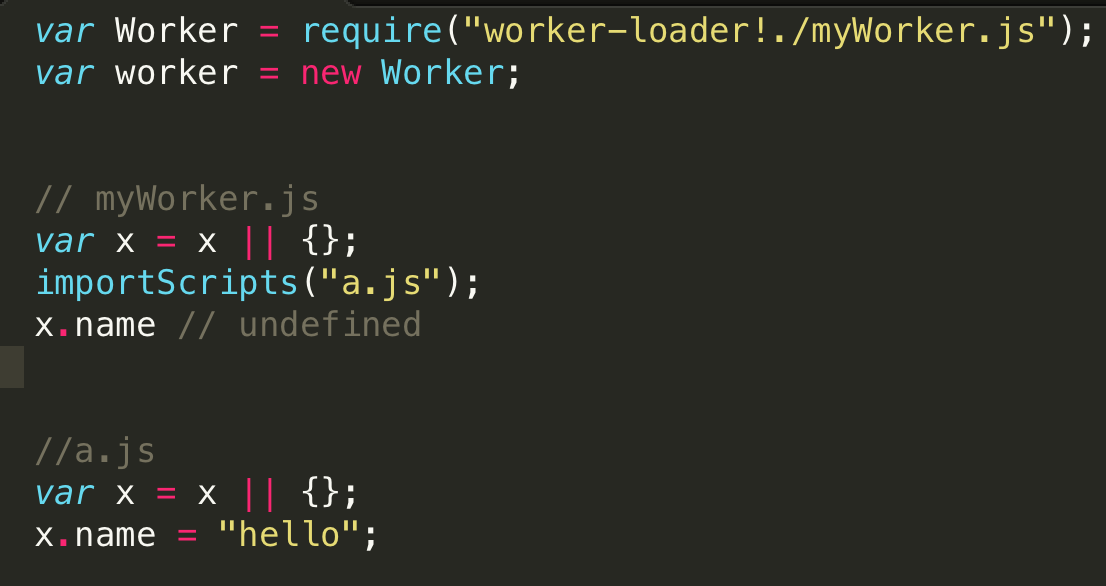 var Worker = require("worker-loader!./myWorker.js");
var worker = new Worker;
// myWorker.js
var x = x || {};
importScripts("a.js");
x.name // undefined
//a.js
var x = x || {};
x.name = "hello";